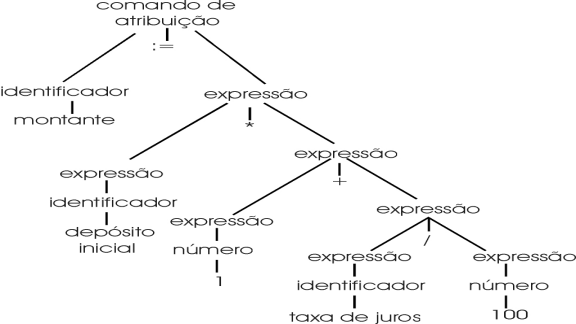 comando de
atribuição
:=
identificador
expressão
montante
*
expressão
expressão
+
identificador
expressão
expressão
depósito
inicial
número
/
expressão
expressão
1
identificador
número
taxa de juros
100